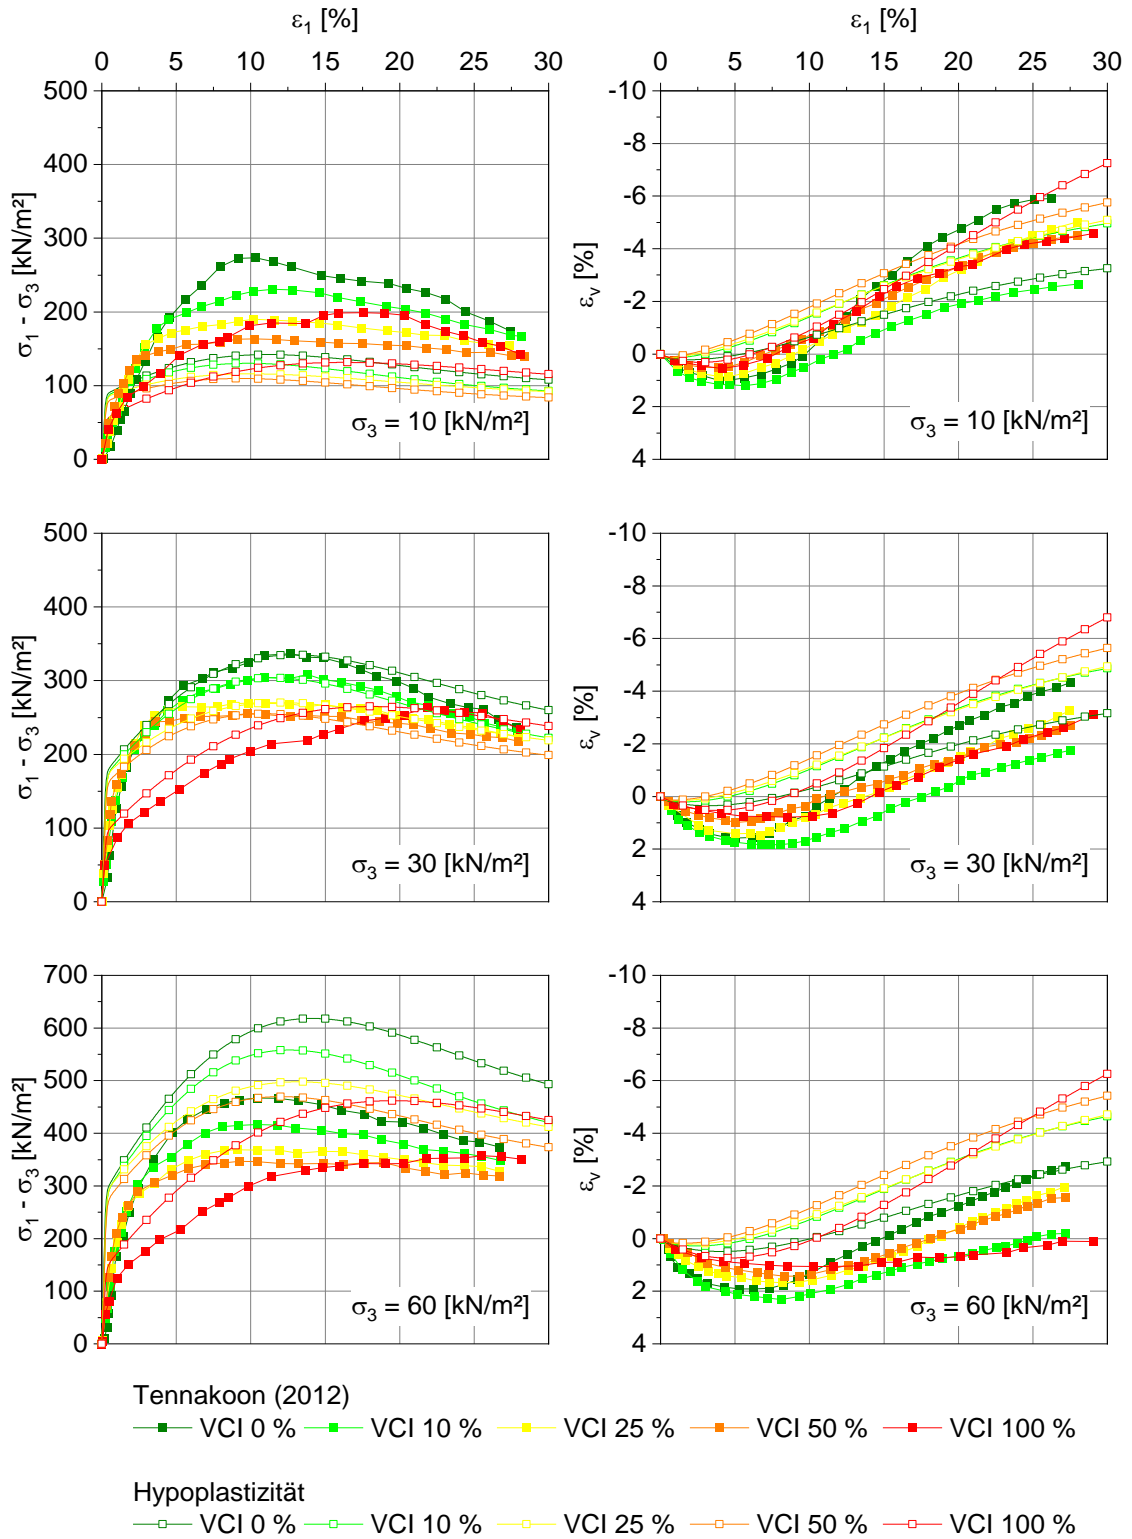 ε1 [%] ε1 [%]
0 5 10 15 20 25 30 0 5 10 15 20 25 30
500
400
300
200
100
0
σ1 - σ3 [kN/m²]
σ3 = 10 [kN/m²]
-10
-8
-6
-4
-2
0
2
4
εv [%]
σ3 = 10 [kN/m²]
500
400
300
200
100
0
σ1 - σ3 [kN/m²]
σ3 = 30 [kN/m²]
-10
-8
-6
-4
-2
0
2
4
εv [%]
σ3 = 30 [kN/m²]
700
600
500
400
300
200
100
0
σ1 - σ3 [kN/m²]
σ3 = 60 [kN/m²]
-10
-8
-6
-4
-2
0
2
4
εv [%]
σ3 = 60 [kN/m²]
Tennakoon (2012)
VCI 0 % VCI 10 % VCI 25 % VCI 50 % VCI 100 %
Hypoplastizität
VCI 0 % VCI 10 % VCI 25 % VCI 50 % VCI 100 %